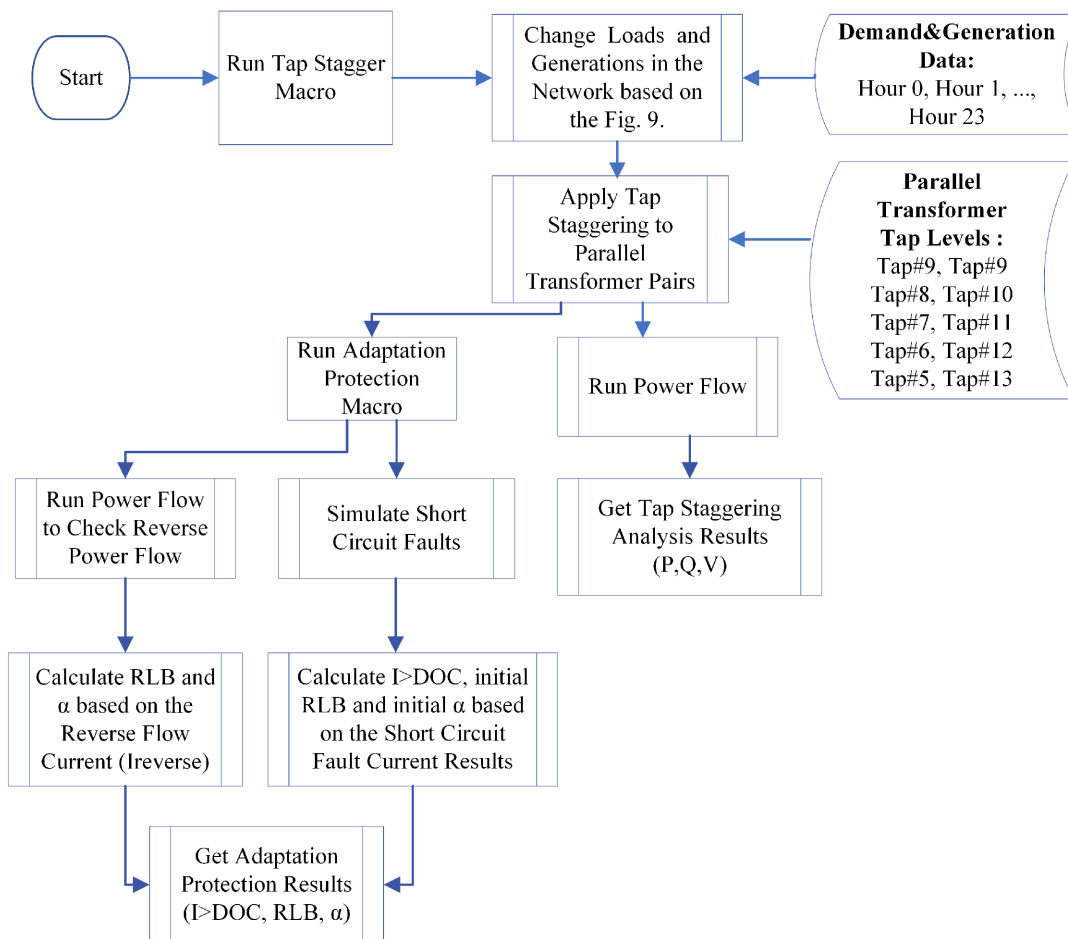 Start
Run Tap Stagger
Macro
Change Loads and
Generations in the
Network based on
the Fig. 9.
Demand&Generation
Data:
Hour 0, Hour 1, ...,
Hour 23
Apply Tap
Staggering to
Parallel
Transformer Pairs
Parallel
Transformer
Tap Levels :
Tap#9, Tap#9
Tap#8, Tap#10
Tap#7, Tap#11
Tap#6, Tap#12
Tap#5, Tap#13
Run Adaptation
Protection
Macro
Run Power Flow
Run Power Flow
to Check Reverse
Power Flow
Simulate Short
Circuit Faults
Get Tap Staggering
Analysis Results
(P,Q,V)
Calculate RLB and
α based on the
Reverse Flow
Current (Ireverse)
Calculate I>DOC, initial
RLB and initial α based
on the Short Circuit
Fault Current Results
Get Adaptation
Protection Results
(I>DOC, RLB, α)